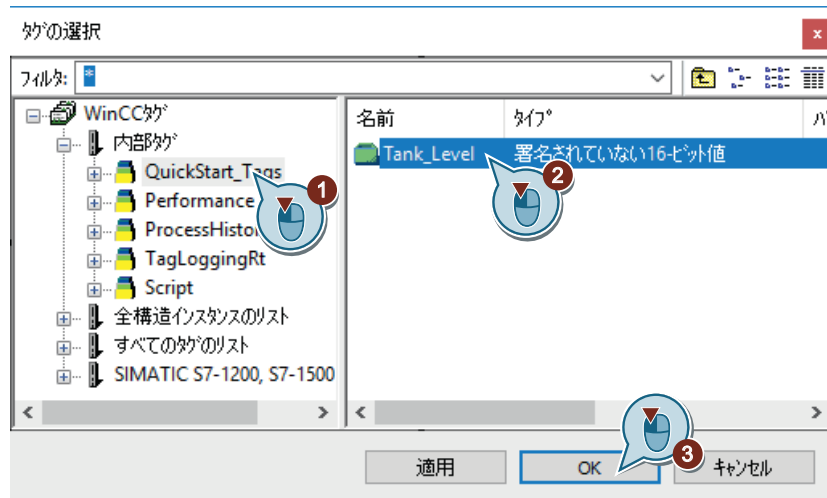 ﾀｸﾞの選択
x
ﾌｨﾙﾀ: *
WinCCﾀｸﾞ
内部ﾀｸﾞ
QuickStart_Tags
Performance
ProcessHistor
TagLoggingRt
Script
全構造ｲﾝｽﾀﾝｽのﾘｽﾄ
すべてのﾀｸﾞのﾘｽﾄ
SIMATIC S7-1200, S7-1500
名前 ﾀｲﾌﾟ
Tank_Level 署名されていない16-ﾋﾞｯﾄ値
1
2
3
適用 OK ｷｬﾝｾﾙ